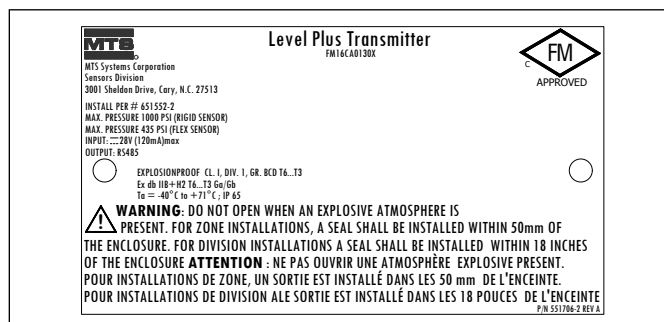 MTS
Level Plus Transmitter
FM16CA0130X
FM
C
APPROVED
MTS Systems Corporation
Sensors Division
3001 Sheldon Drive, Cary, N.C. 27513
INSTALL PER # 651552-2
MAX. PRESSURE 1000 PSI (RIGID SENSOR)
MAX. PRESSURE 435 PSI (FLEX SENSOR)
INPUT: ⎓28V (120mA)max
OUTPUT: RS485
EXPLOSIONPROOF CL. I, DIV. 1, GR. BCD T6...T3
Ex db IIB+H2 T6...T3 Ga/Gb
Ta = -40°C to +71°C ; IP 65
WARNING: DO NOT OPEN WHEN AN EXPLOSIVE ATMOSPHERE IS
PRESENT. FOR ZONE INSTALLATIONS, A SEAL SHALL BE INSTALLED WITHIN 50mm OF
THE ENCLOSURE. FOR DIVISION INSTALLATIONS A SEAL SHALL BE INSTALLED WITHIN 18 INCHES
OF THE ENCLOSURE ATTENTION : NE PAS OUVRIR UNE ATMOSPHÈRE EXPLOSIVE PRESENT.
POUR INSTALLATIONS DE ZONE, UN SORTIE EST INSTALLÉ DANS LES 50 mm DE L'ENCEINTE.
POUR INSTALLATIONS DE DIVISION ALE SORTIE EST INSTALLÉ DANS LES 18 POUCES DE L'ENCEINTE
P/N 551706-2 REV A